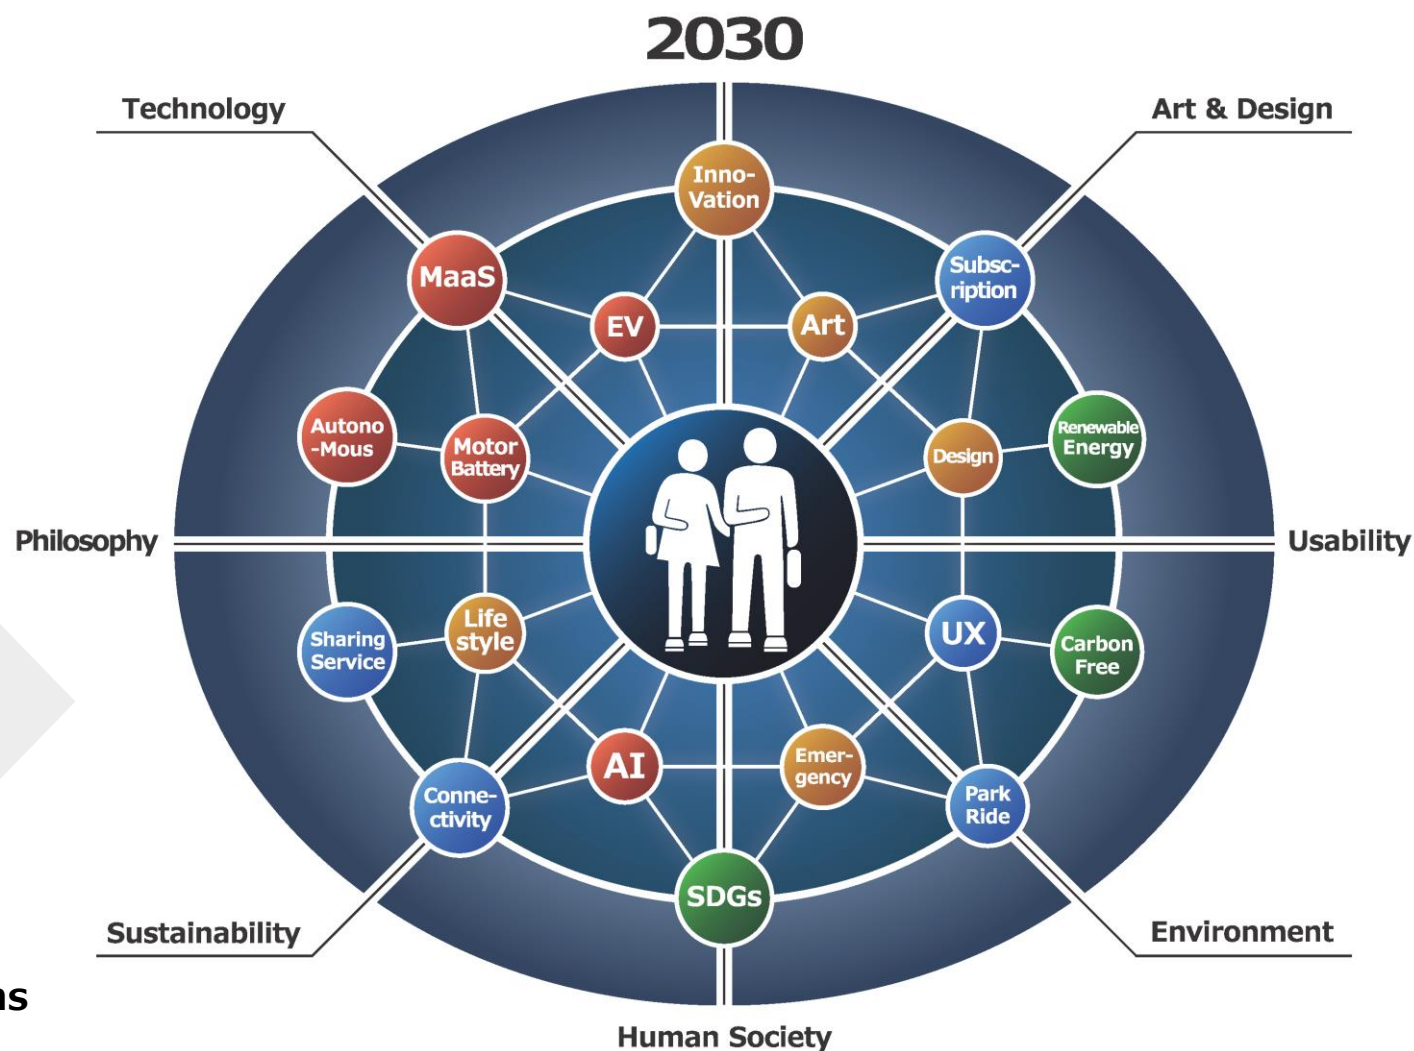 2030
Technology
Art & Design
Inno-
Vation
MaaS
Subsc-
ription
EV
Art
Autono
-Mous
Motor
Battery
Design
Renewable
Energy
Philosophy
Usability
Sharing
Service
Life
style
UX
Carbon
Free
Conne-
ctivity
AI
Emer-
gency
Park
Ride
SDGs
Sustainability
Environment
ns
Human Society